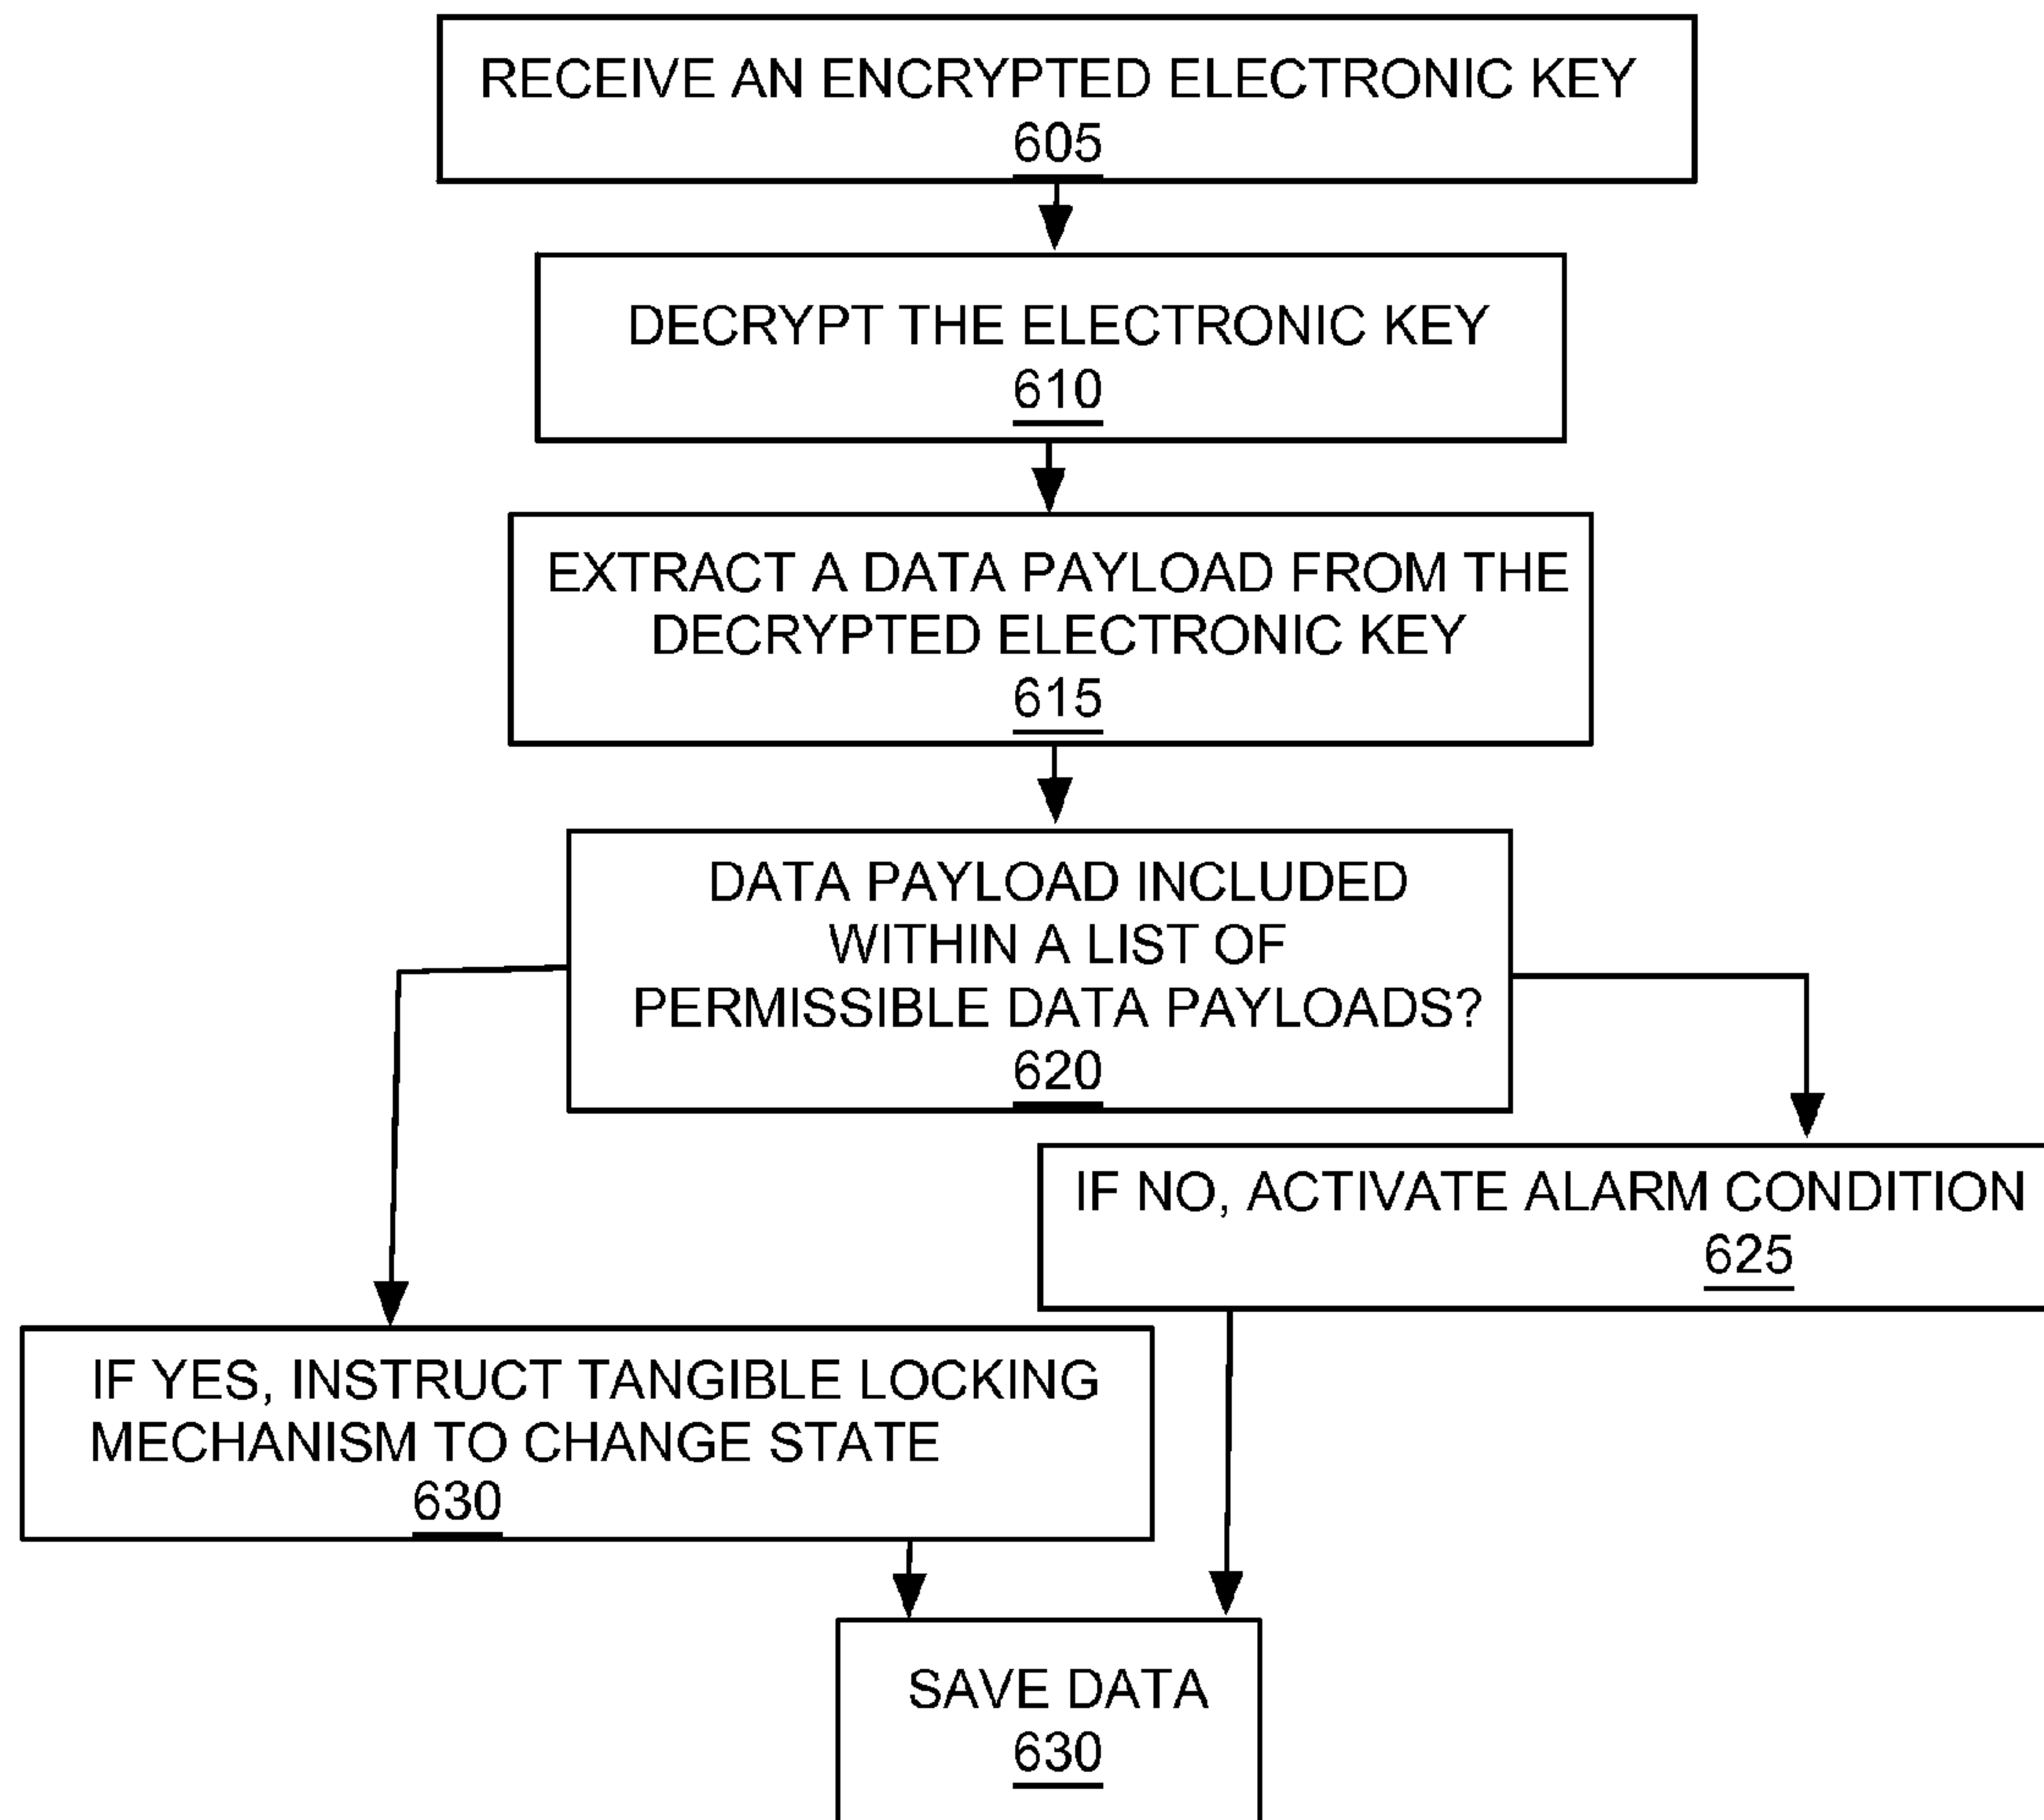 RECEIVE AN ENCRYPTED ELECTRONIC KEY
605
DECRYPT THE ELECTRONIC KEY
610
EXTRACT A DATA PAYLOAD FROM THE
DECRYPTED ELECTRONIC KEY
615
DATA PAYLOAD INCLUDED
WITHIN A LIST OF
PERMISSIBLE DATA PAYLOADS?
620
IF NO, ACTIVATE ALARM CONDITION
625
IF YES, INSTRUCT TANGIBLE LOCKING
MECHANISM TO CHANGE STATE
630
SAVE DATA
630